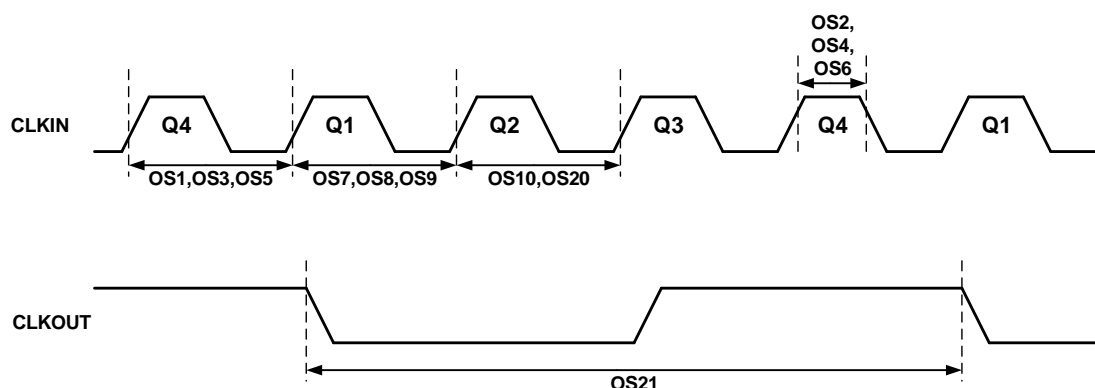 OS2,
OS4,
OS6
CLKIN
Q4
Q1
Q2
Q3
Q4
Q1
OS1,OS3,OS5
OS7,OS8,OS9
OS10,OS20
CLKOUT
OS21